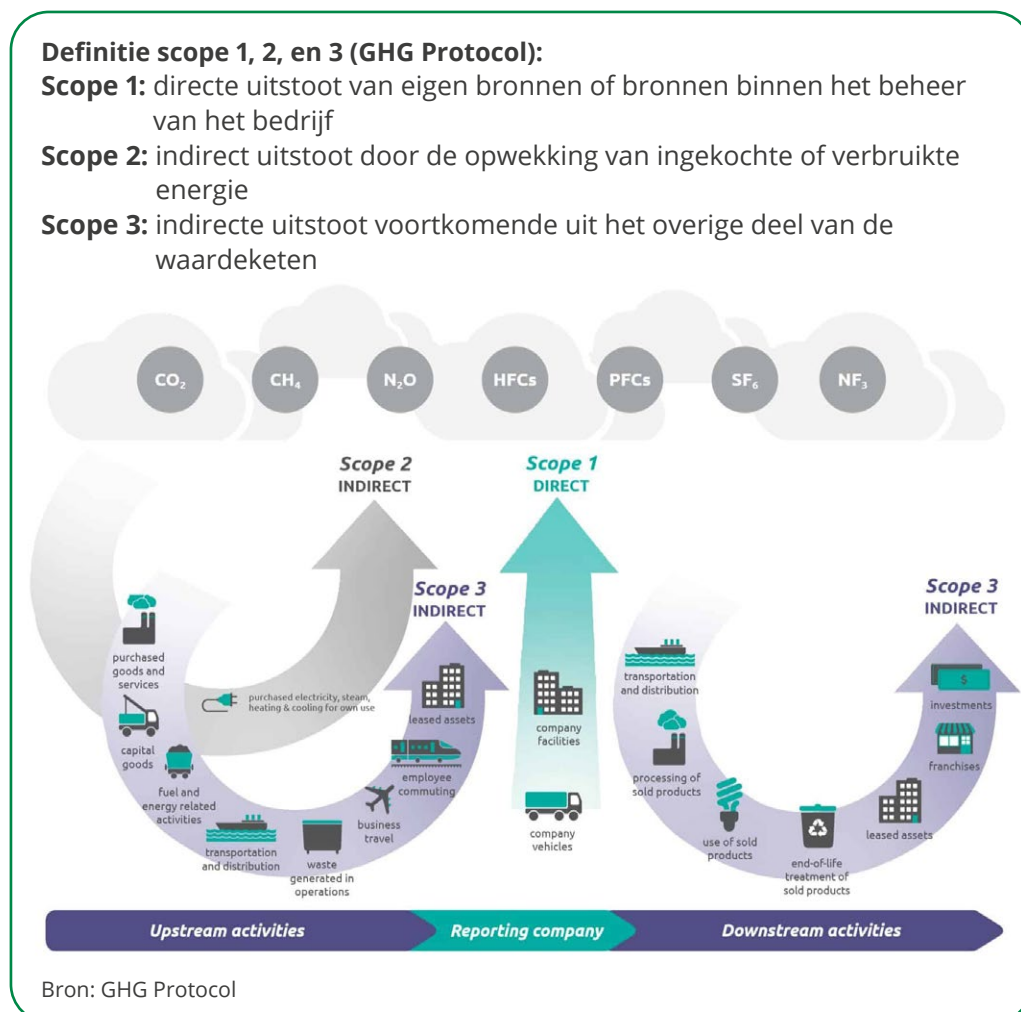 Definitie scope 1, 2, en 3 (GHG Protocol):
Scope 1: directe uitstoot van eigen bronnen of bronnen binnen het beheer
van het bedrijf
Scope 2: indirect uitstoot door de opwekking van ingekochte of verbruikte
energie
Scope 3: indirecte uitstoot voortkomende uit het overige deel van de
waardeketen
CO₂
CH₄
N₂O
HFCs
PFCs
SF₆
NF₃
Scope 2
INDIRECT
Scope 1
DIRECT
Scope 3
INDIRECT
Scope 3
INDIRECT
purchased
goods and
services
capital
goods
fuel and
energy related
activities
transportation
and distribution
waste
generated in
operations
business
travel
employee
commuting
leased assets
purchased electricity, steam,
heating & cooling for own use
company
facilities
company
vehicles
transportation
and distribution
processing of
sold products
use of sold
products
end-of-life
treatment of
sold products
leased assets
franchises
$
investments
Upstream activities
Reporting company
Downstream activities
Bron: GHG Protocol